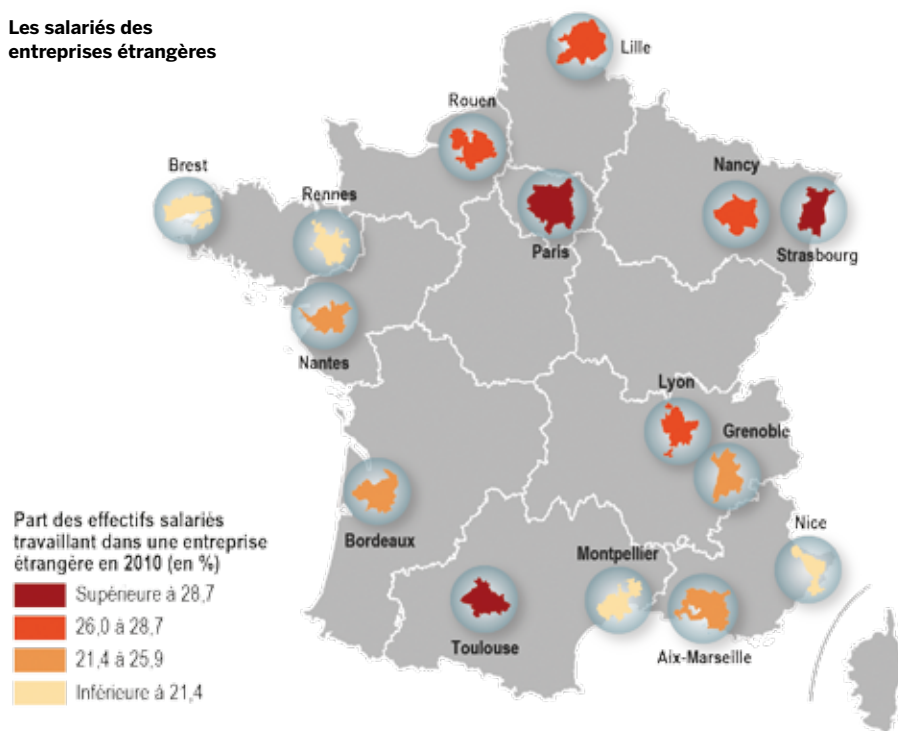 Les salariés des
entreprises étrangères
Lille
Rouen
Brest
Rennes
Nancy
Paris
Strasbourg
Nantes
Lyon
Grenoble
Bordeaux
Montpellier
Nice
Toulouse
Aix-Marseille
Part des effectifs salariés
travaillant dans une entreprise
étrangère en 2010 (en %)
Supérieure à 28,7
26,0 à 28,7
21,4 à 25,9
Inférieure à 21,4